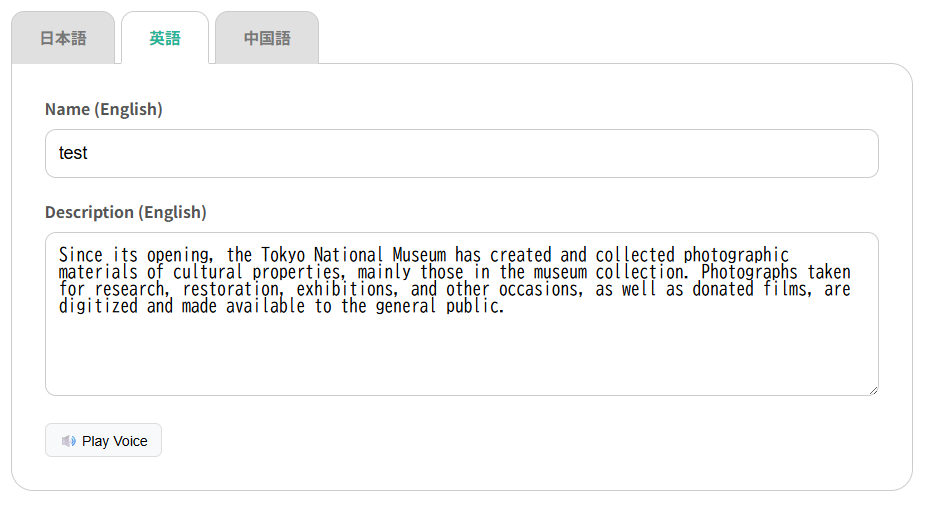 日本語
英語
中国語
Name (English)
test
Description (English)
Since its opening, the Tokyo National Museum has created and collected photographic
materials of cultural properties, mainly those in the museum collection. Photographs taken
for research, restoration, exhibitions, and other occasions, as well as donated films, are
digitized and made available to the general public.
Play Voice